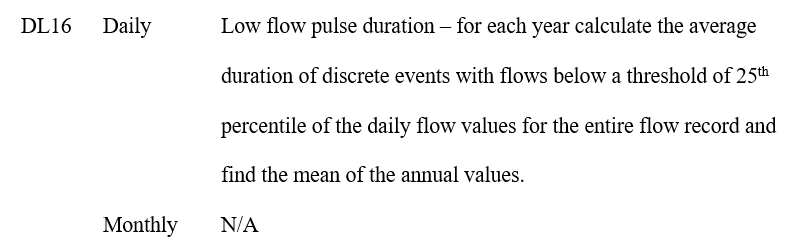 DL16 Daily Low flow pulse duration – for each year calculate the average
duration of discrete events with flows below a threshold of 25th
percentile of the daily flow values for the entire flow record and
find the mean of the annual values.
Monthly N/A